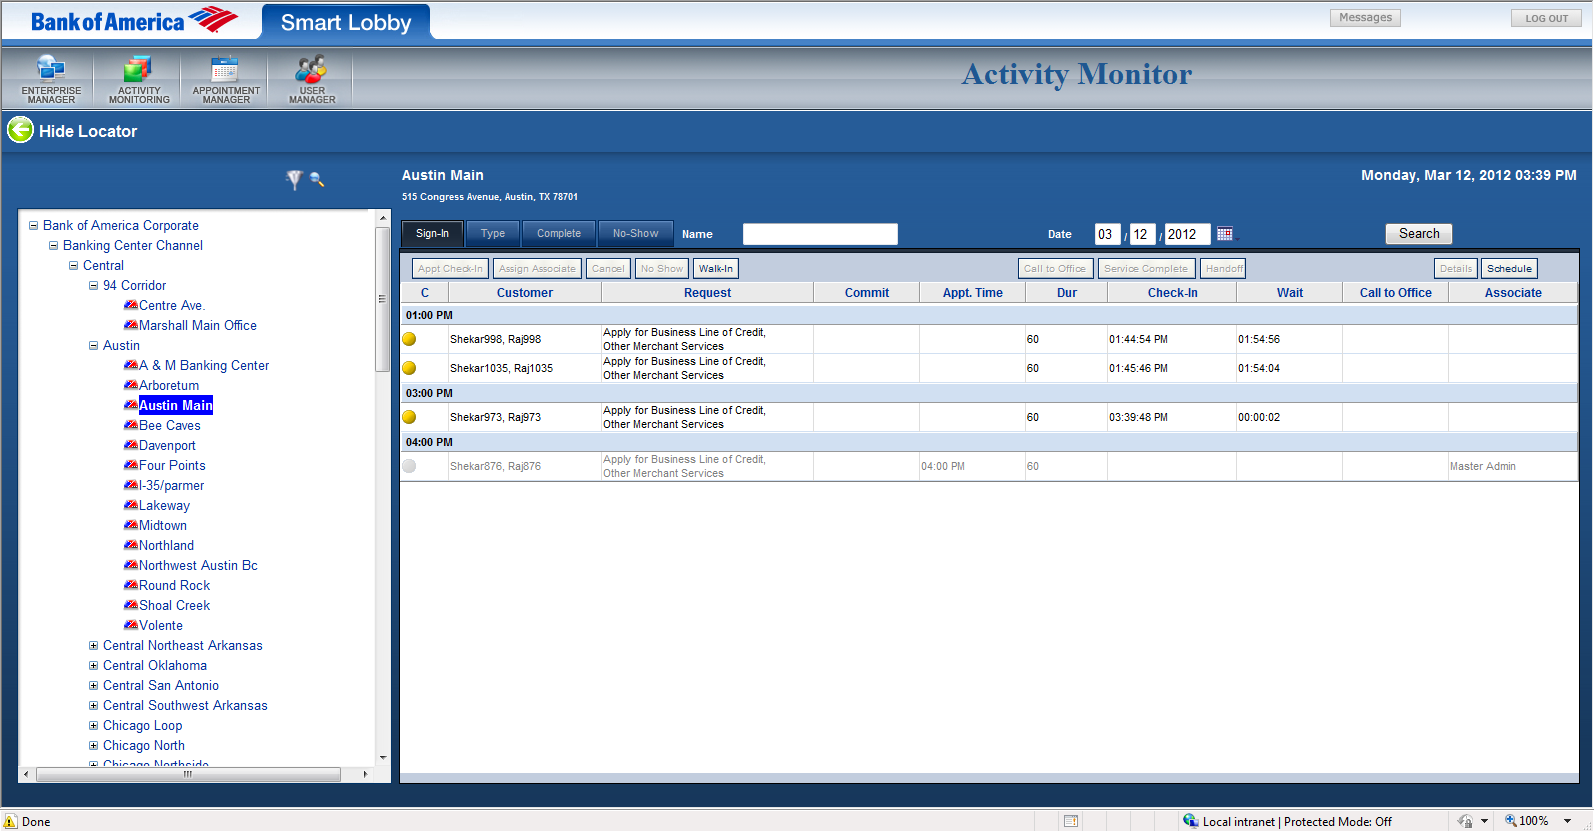 Bank of America
Smart Lobby
Messages
LOG OUT
ENTERPRISE
MANAGER
ACTIVITY
MONITORING
APPOINTMENT
MANAGER
USER
MANAGER
Activity Monitor
Hide Locator
Austin Main
Monday, Mar 12, 2012 03:39 PM
515 Congress Avenue, Austin, TX 78701
Bank of America Corporate
Banking Center Channel
Central
94 Corridor
Centre Ave.
Marshall Main Office
Austin
A & M Banking Center
Arboretum
Austin Main
Bee Caves
Davenport
Four Points
I-35/parmer
Lakeway
Midtown
Northland
Northwest Austin Bc
Round Rock
Shoal Creek
Volente
Central Northeast Arkansas
Central Oklahoma
Central San Antonio
Central Southwest Arkansas
Chicago Loop
Chicago North
Chicago Northside
Sign-In Type Complete No-Show Name Date 03 / 12 / 2012 Search
Appt Check-In Assign Associate Cancel No Show Walk-In Call to Office Service Complete Handoff Details Schedule
C Customer Request Commit Appt. Time Dur Check-In Wait Call to Office Associate
01:00 PM
Shekar998, Raj998 Apply for Business Line of Credit, 60 01:44:54 PM 01:54:56
Other Merchant Services
Shekar1035, Raj1035 Apply for Business Line of Credit, 60 01:45:46 PM 01:54:04
Other Merchant Services
03:00 PM
Shekar973, Raj973 Apply for Business Line of Credit, 60 03:39:48 PM 00:00:02
Other Merchant Services
04:00 PM
Shekar876, Raj876 Apply for Business Line of Credit, 04:00 PM 60 Master Admin
Other Merchant Services
Done
Local intranet | Protected Mode: Off
100%